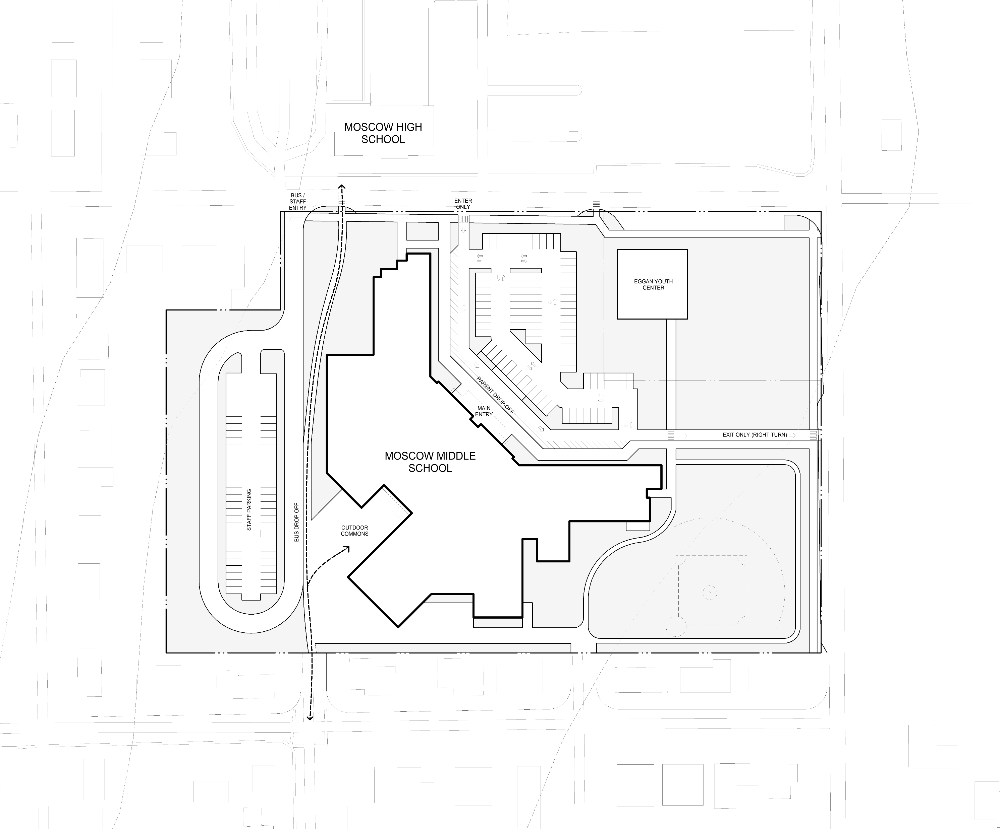 MOSCOW HIGH
SCHOOL
BUS /
STAFF
ENTRY
ENTER
ONLY
EGGAN YOUTH
CENTER
PARENT DROP-OFF
MAIN
ENTRY
EXIT ONLY (RIGHT TURN)
MOSCOW MIDDLE
SCHOOL
STAFF PARKING
BUS DROP OFF
OUTDOOR
COMMONS